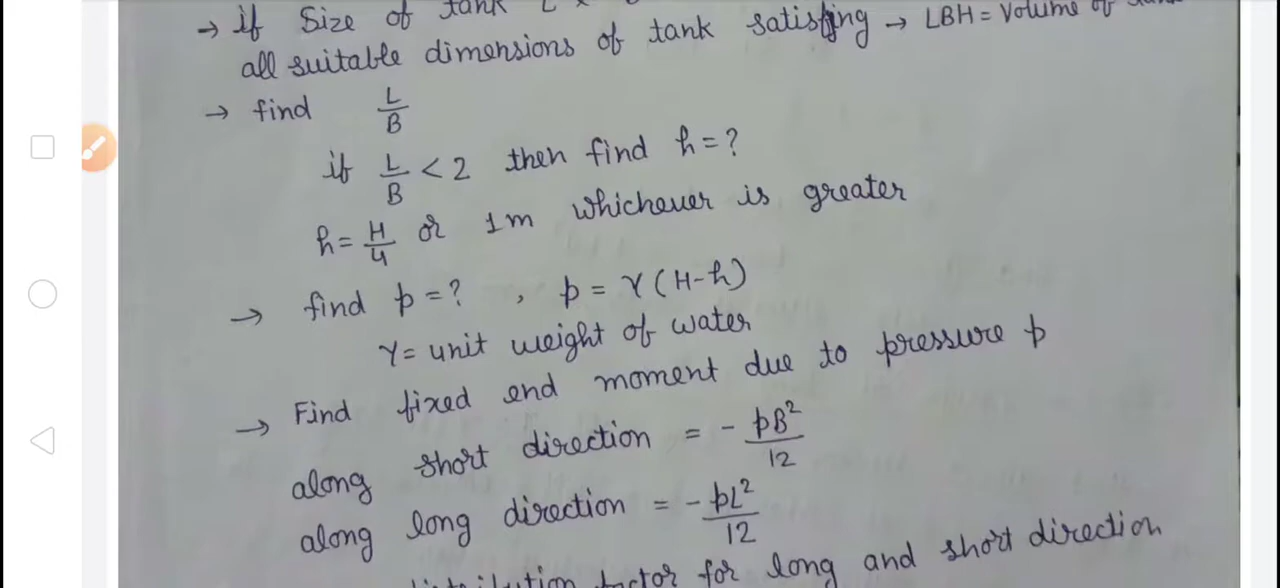 → if Size of tank L x
all suitable dimensions of tank satisfing → LBH = Volume of
→ find L/B
if L/B < 2 then find h = ?
h = H/4 or 1m whichever is greater
→ find p = ? , p = γ (H-h)
γ = unit weight of water
→ Find fixed end moment due to pressure p
along short direction = - pB²/12
along long direction = - pL²/12
for long and short direction